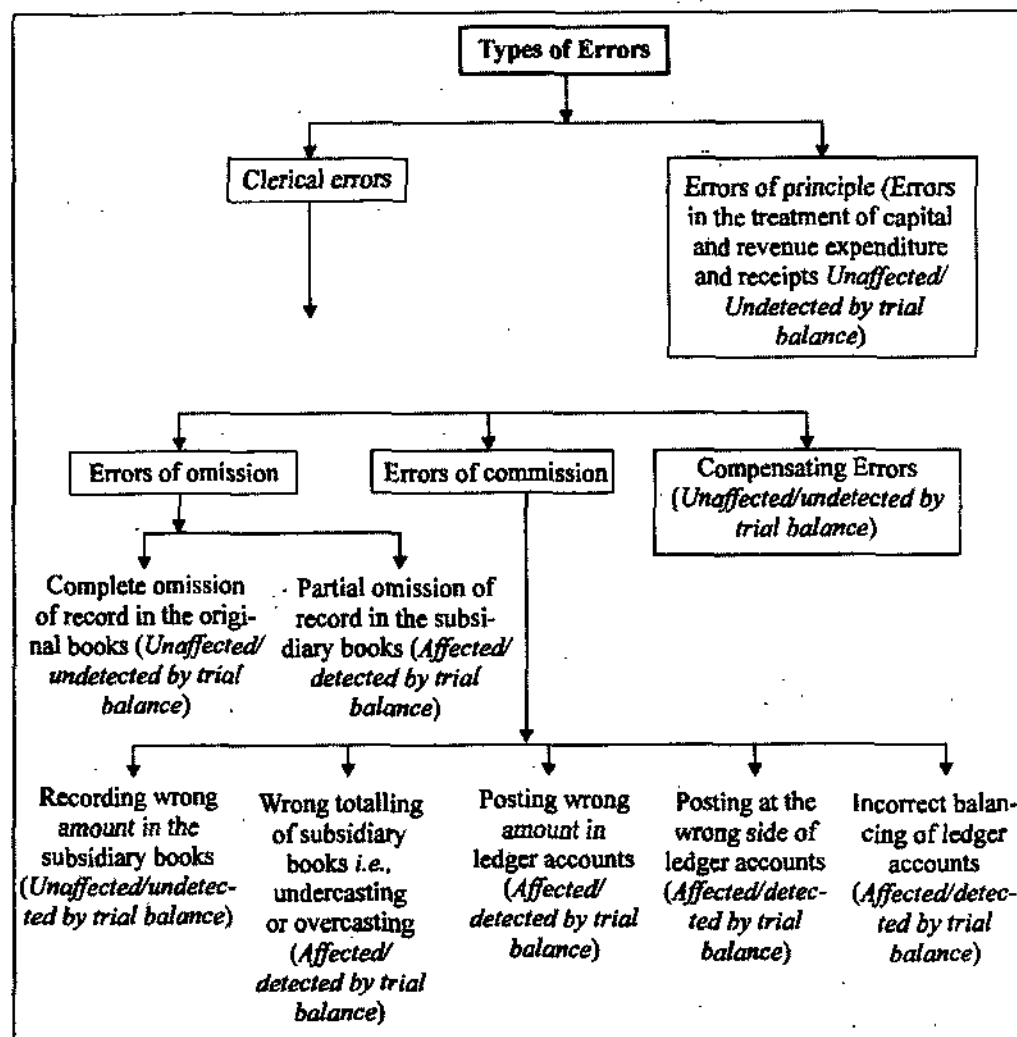 Types of Errors
Clerical errors
Errors of principle (Errors
in the treatment of capital
and revenue expenditure
and receipts Unaffected/
Undetected by trial
balance)
Errors of omission
Errors of commission
Compensating Errors
(Unaffected/undetected by
trial balance)
Complete omission
of record in the origi-
nal books (Unaffected/
undetected by trial
balance)
Partial omission of
record in the subsi-
diary books (Affected/
detected by trial
balance)
Recording wrong
amount in the
subsidiary books
(Unaffected/undetec-
ted by trial balance)
Wrong totalling
of subsidiary
books i.e.,
undercasting
or overcasting
(Affected/
detected by trial
balance)
Posting wrong
amount in
ledger accounts
(Affected/
detected by trial
balance)
Posting at the
wrong side of
ledger accounts
(Affected/detec-
ted by trial
balance)
Incorrect balan-
cing of ledger
accounts
(Affected/detec-
ted by trial
balance)